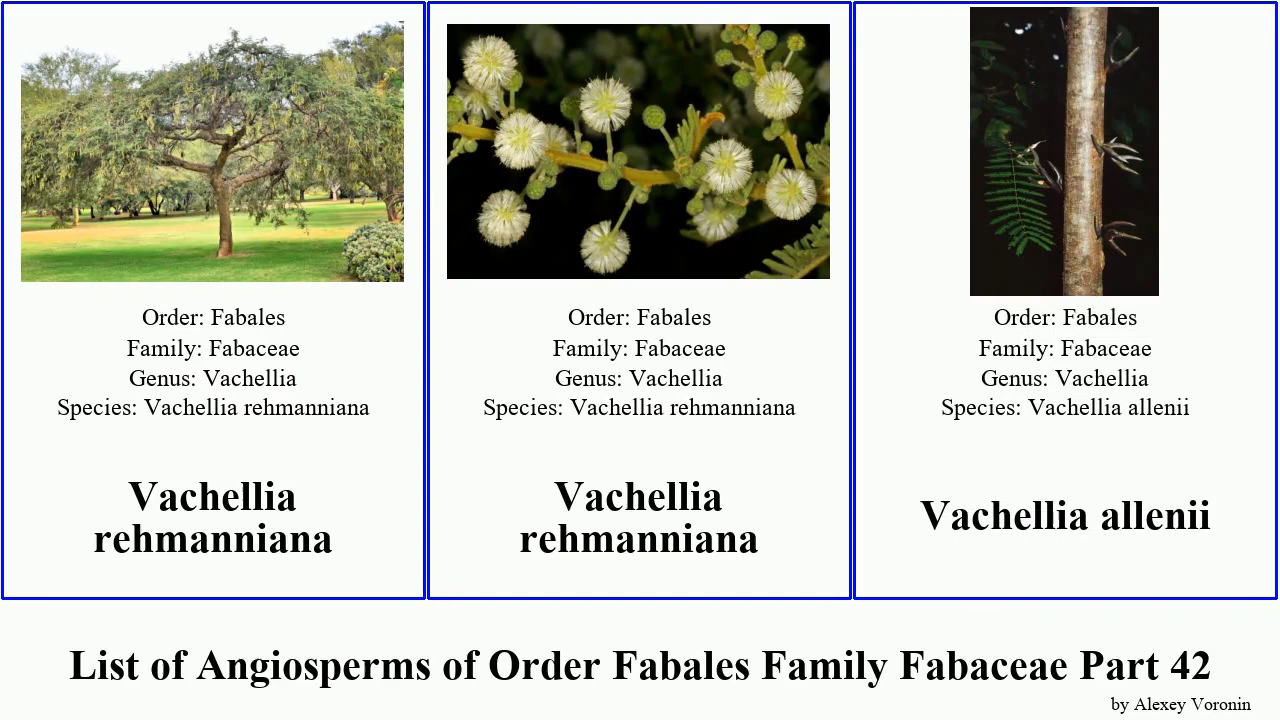 Order: Fabales
Family: Fabaceae
Genus: Vachellia
Species: Vachellia rehmanniana
Vachellia
rehmanniana
Order: Fabales
Family: Fabaceae
Genus: Vachellia
Species: Vachellia rehmanniana
Vachellia
rehmanniana
Order: Fabales
Family: Fabaceae
Genus: Vachellia
Species: Vachellia allenii
Vachellia allenii
List of Angiosperms of Order Fabales Family Fabaceae Part 42
by Alexey Voronin